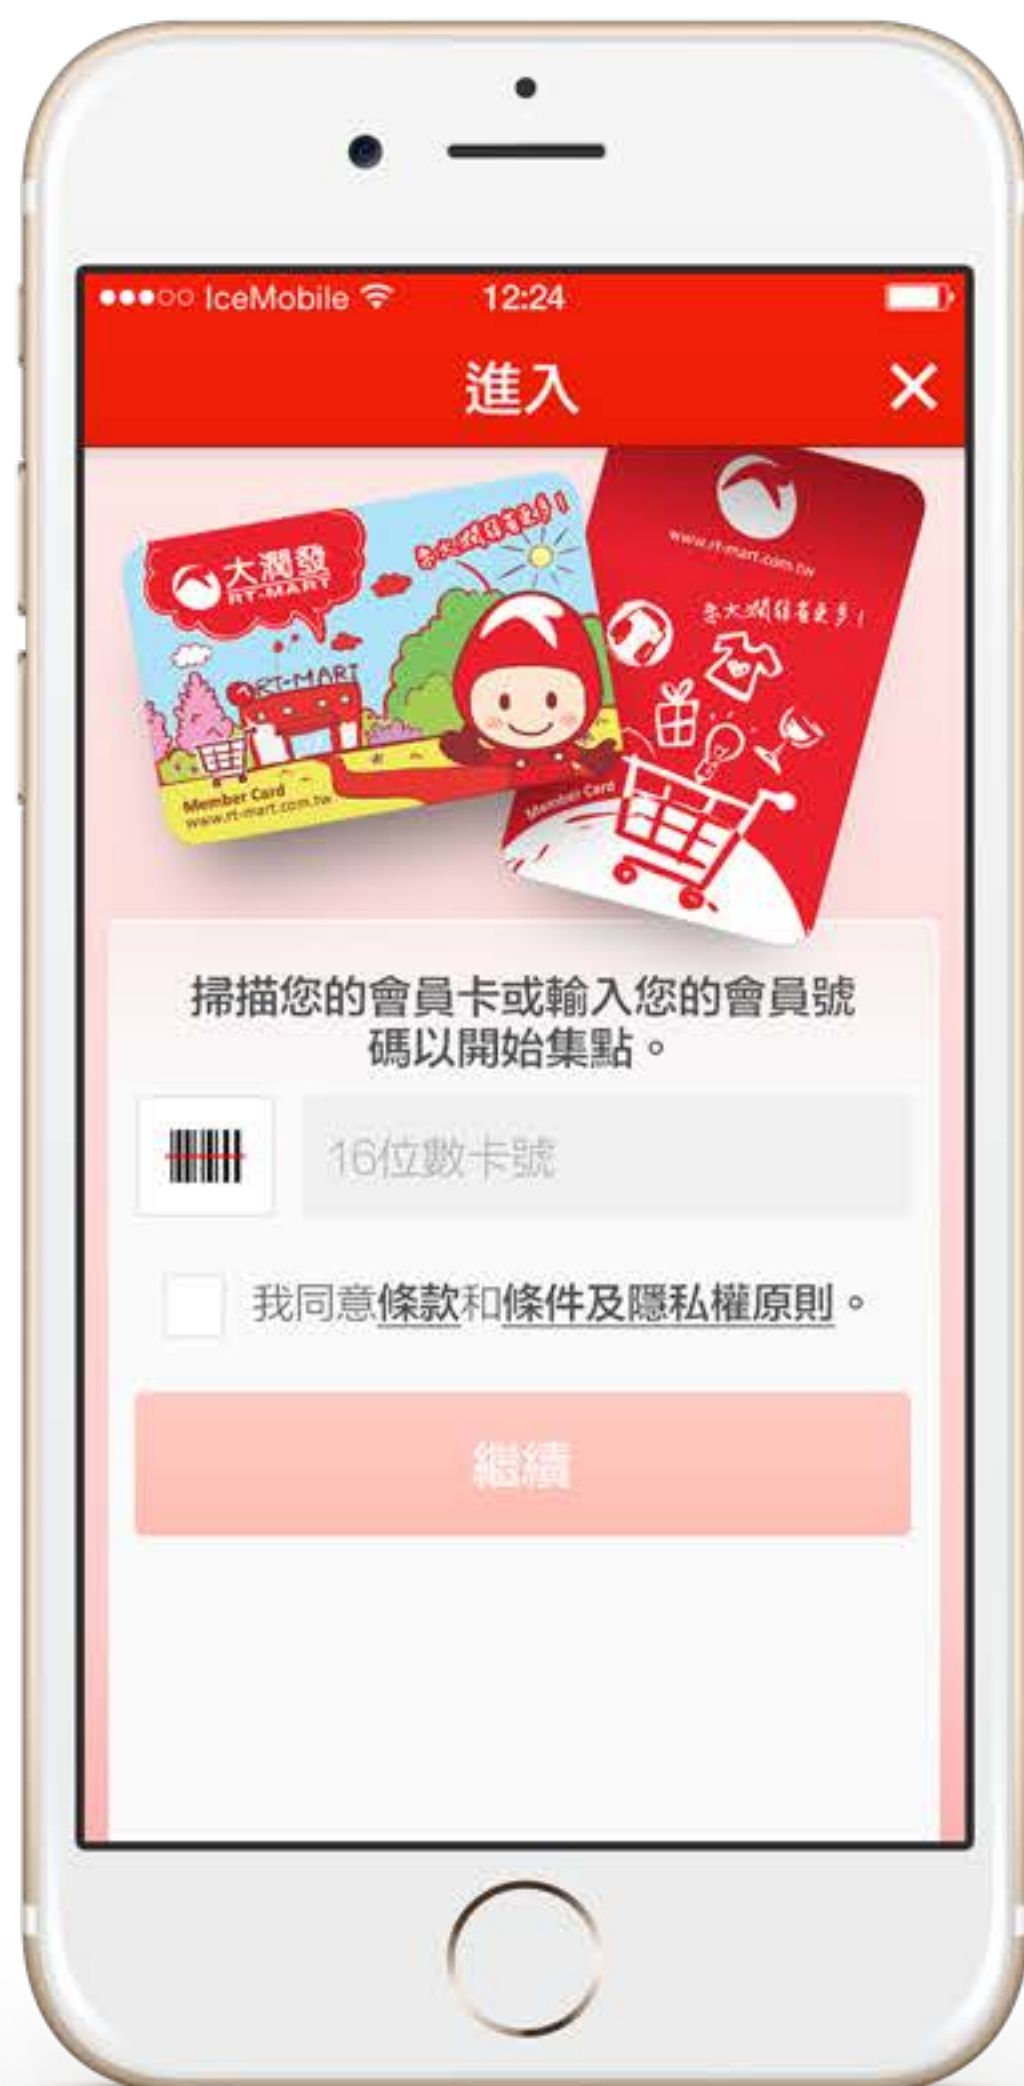 IceMobile
12:24
進入
大潤發
RT-MART
RT-MART
Member Card
www.rt-mart.com.tw
www.rt-mart.com.tw
Member Card
掃描您的會員卡或輸入您的會員號
碼以開始集點。
16位數卡號
我同意條款和條件及隱私權原則。
繼續